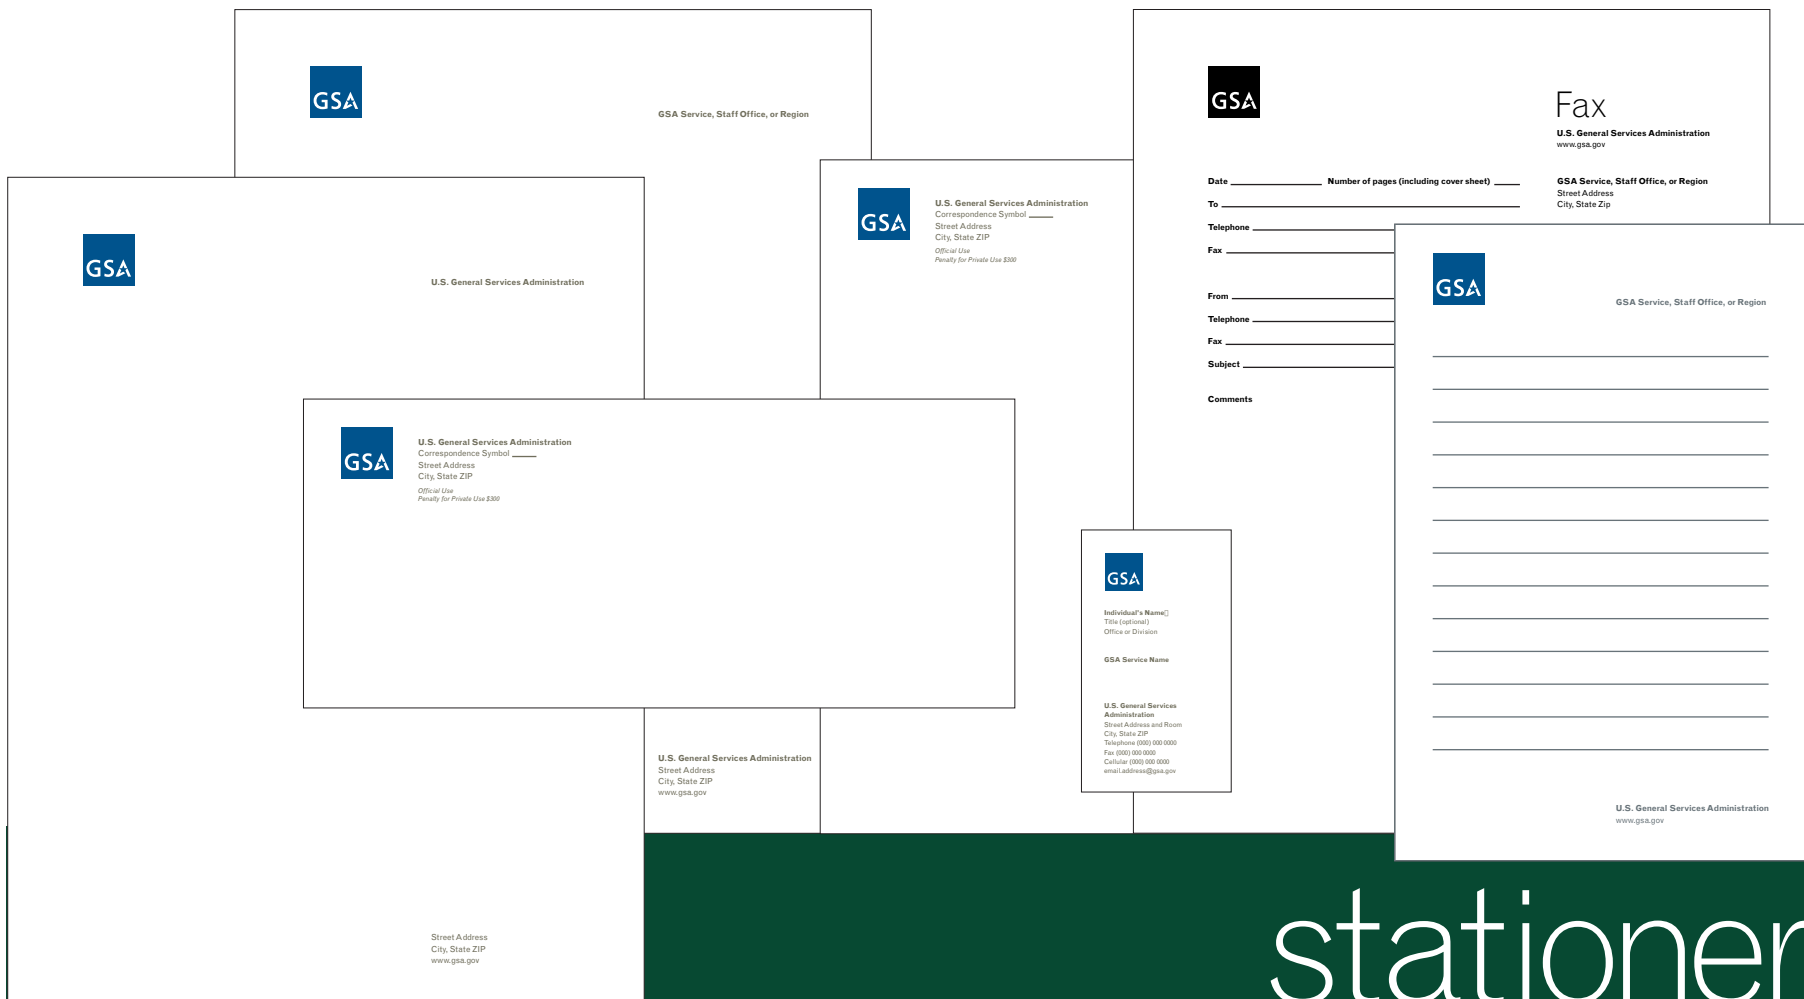 GSA
GSA Service, Staff Office, or Region
U.S. General Services Administration
Street Address
City, State ZIP
www.gsa.gov
GSA
U.S. General Services Administration
Street Address
City, State ZIP
www.gsa.gov
GSA
U.S. General Services Administration
Correspondence Symbol
Street Address
City, State ZIP
Official Use
Penalty for Private Use $300
GSA
U.S. General Services Administration
Correspondence Symbol
Street Address
City, State ZIP
Official Use
Penalty for Private Use $300
GSA
Individual's Name
Title (optional)
Office or Division
GSA Service Name
U.S. General Services
Administration
Street Address and Room
City, State ZIP
Telephone (000) 000 0000
Fax (000) 000 0000
Cellular (000) 000 0000
email.address@gsa.gov
GSA
Fax
U.S. General Services Administration
www.gsa.gov
Date Number of pages (including cover sheet)
GSA Service, Staff Office, or Region
Street Address
City, State Zip
To
Telephone
Fax
From
Telephone
Fax
Subject
Comments
GSA
GSA Service, Staff Office, or Region
U.S. General Services Administration
www.gsa.gov
stationer